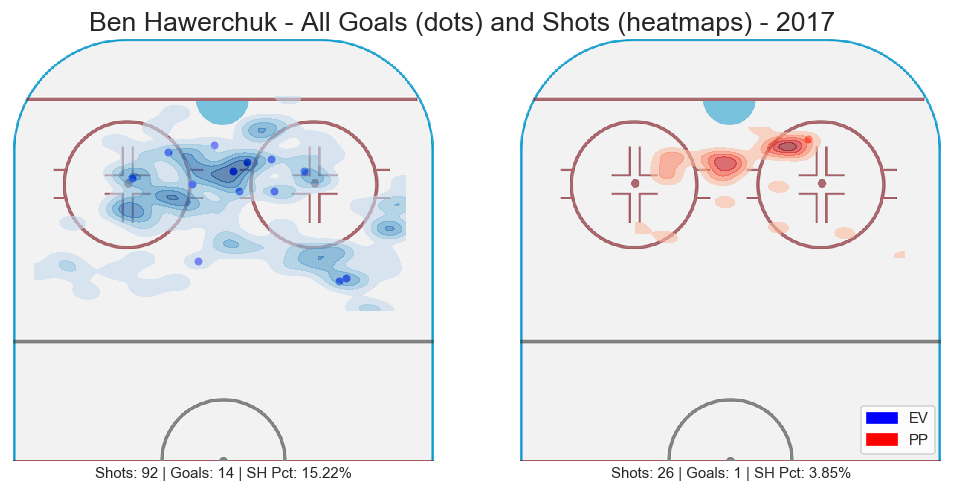 Ben Hawerchuk - All Goals (dots) and Shots (heatmaps) - 2017
EV
PP
Shots: 92 | Goals: 14 | SH Pct: 15.22%
Shots: 26 | Goals: 1 | SH Pct: 3.85%